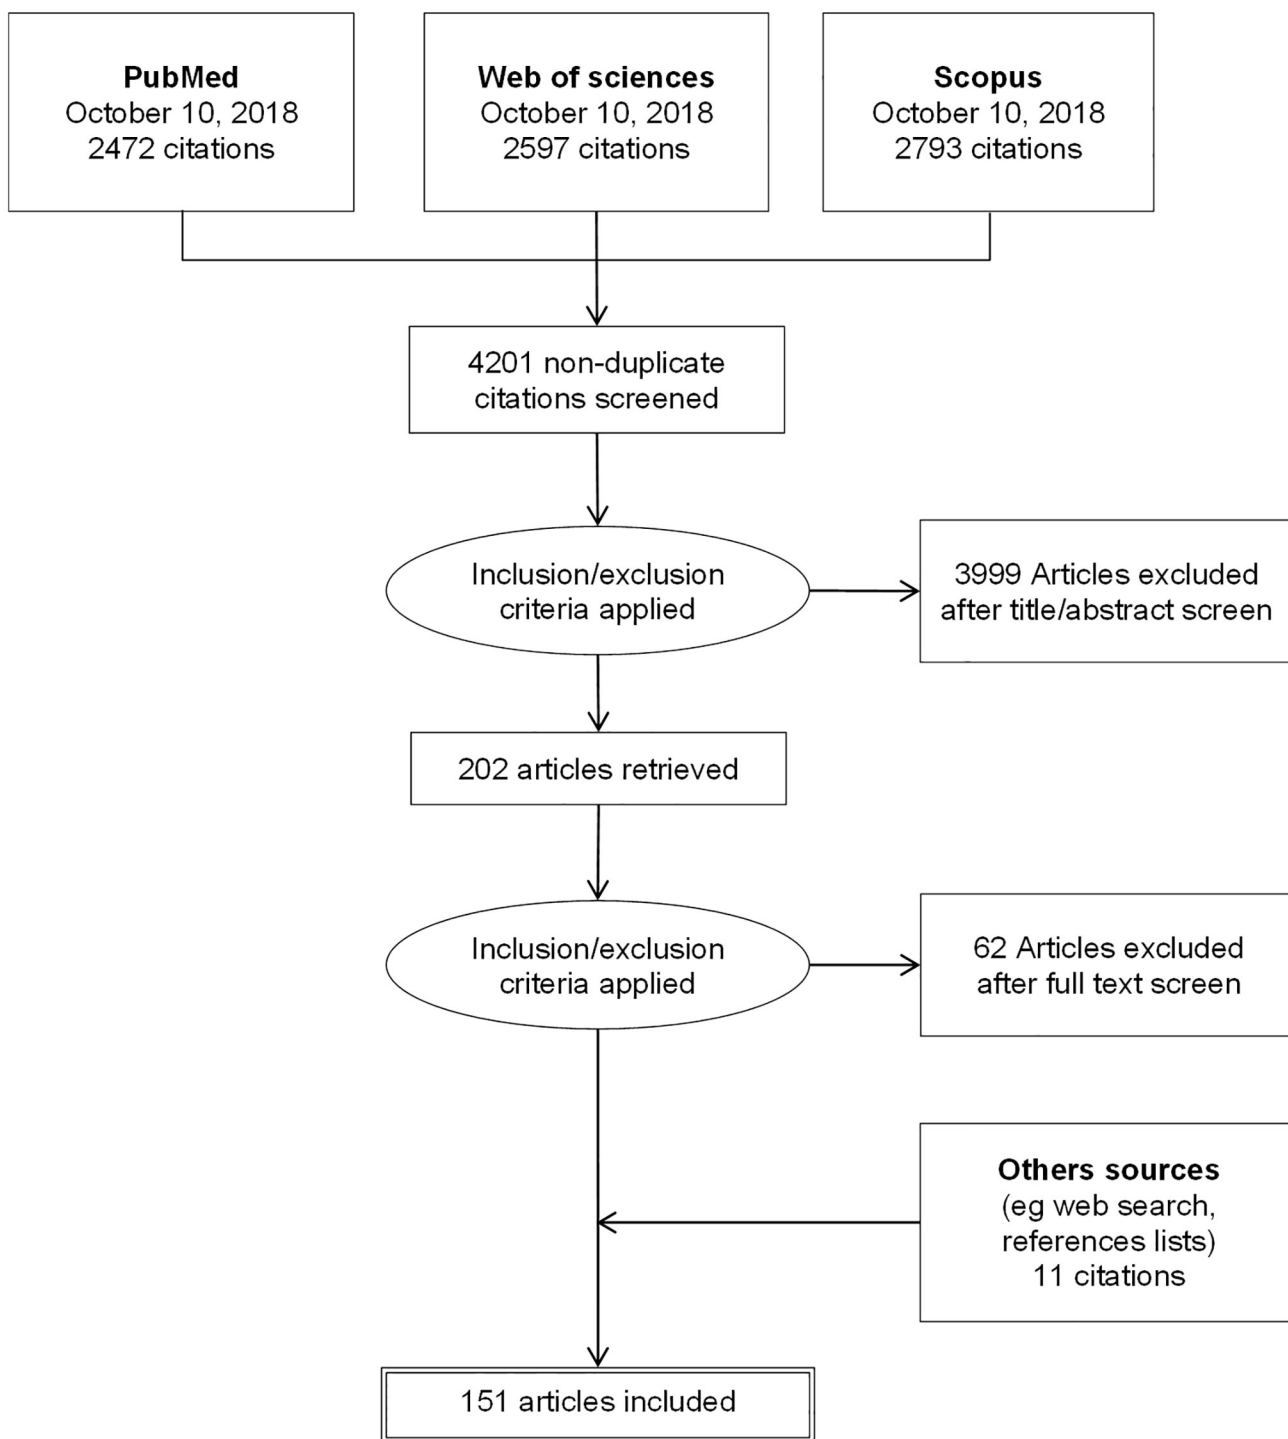 PubMed
October 10, 2018
2472 citations
Web of sciences
October 10, 2018
2597 citations
Scopus
October 10, 2018
2793 citations
4201 non-duplicate
citations screened
Inclusion/exclusion
criteria applied
3999 Articles excluded
after title/abstract screen
202 articles retrieved
Inclusion/exclusion
criteria applied
62 Articles excluded
after full text screen
Others sources
(eg web search,
references lists)
11 citations
151 articles included